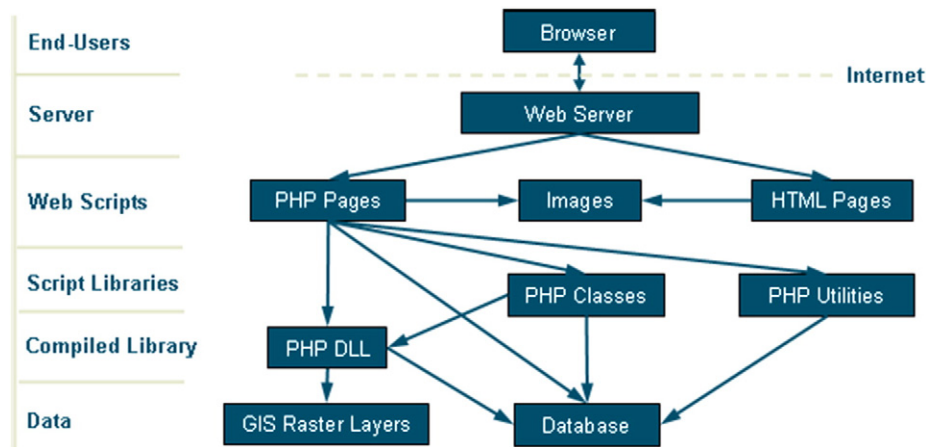 End-Users
Browser
Internet
Server
Web Server
Web Scripts
PHP Pages
Images
HTML Pages
Script Libraries
PHP Classes
PHP Utilities
Compiled Library
PHP DLL
Data
GIS Raster Layers
Database